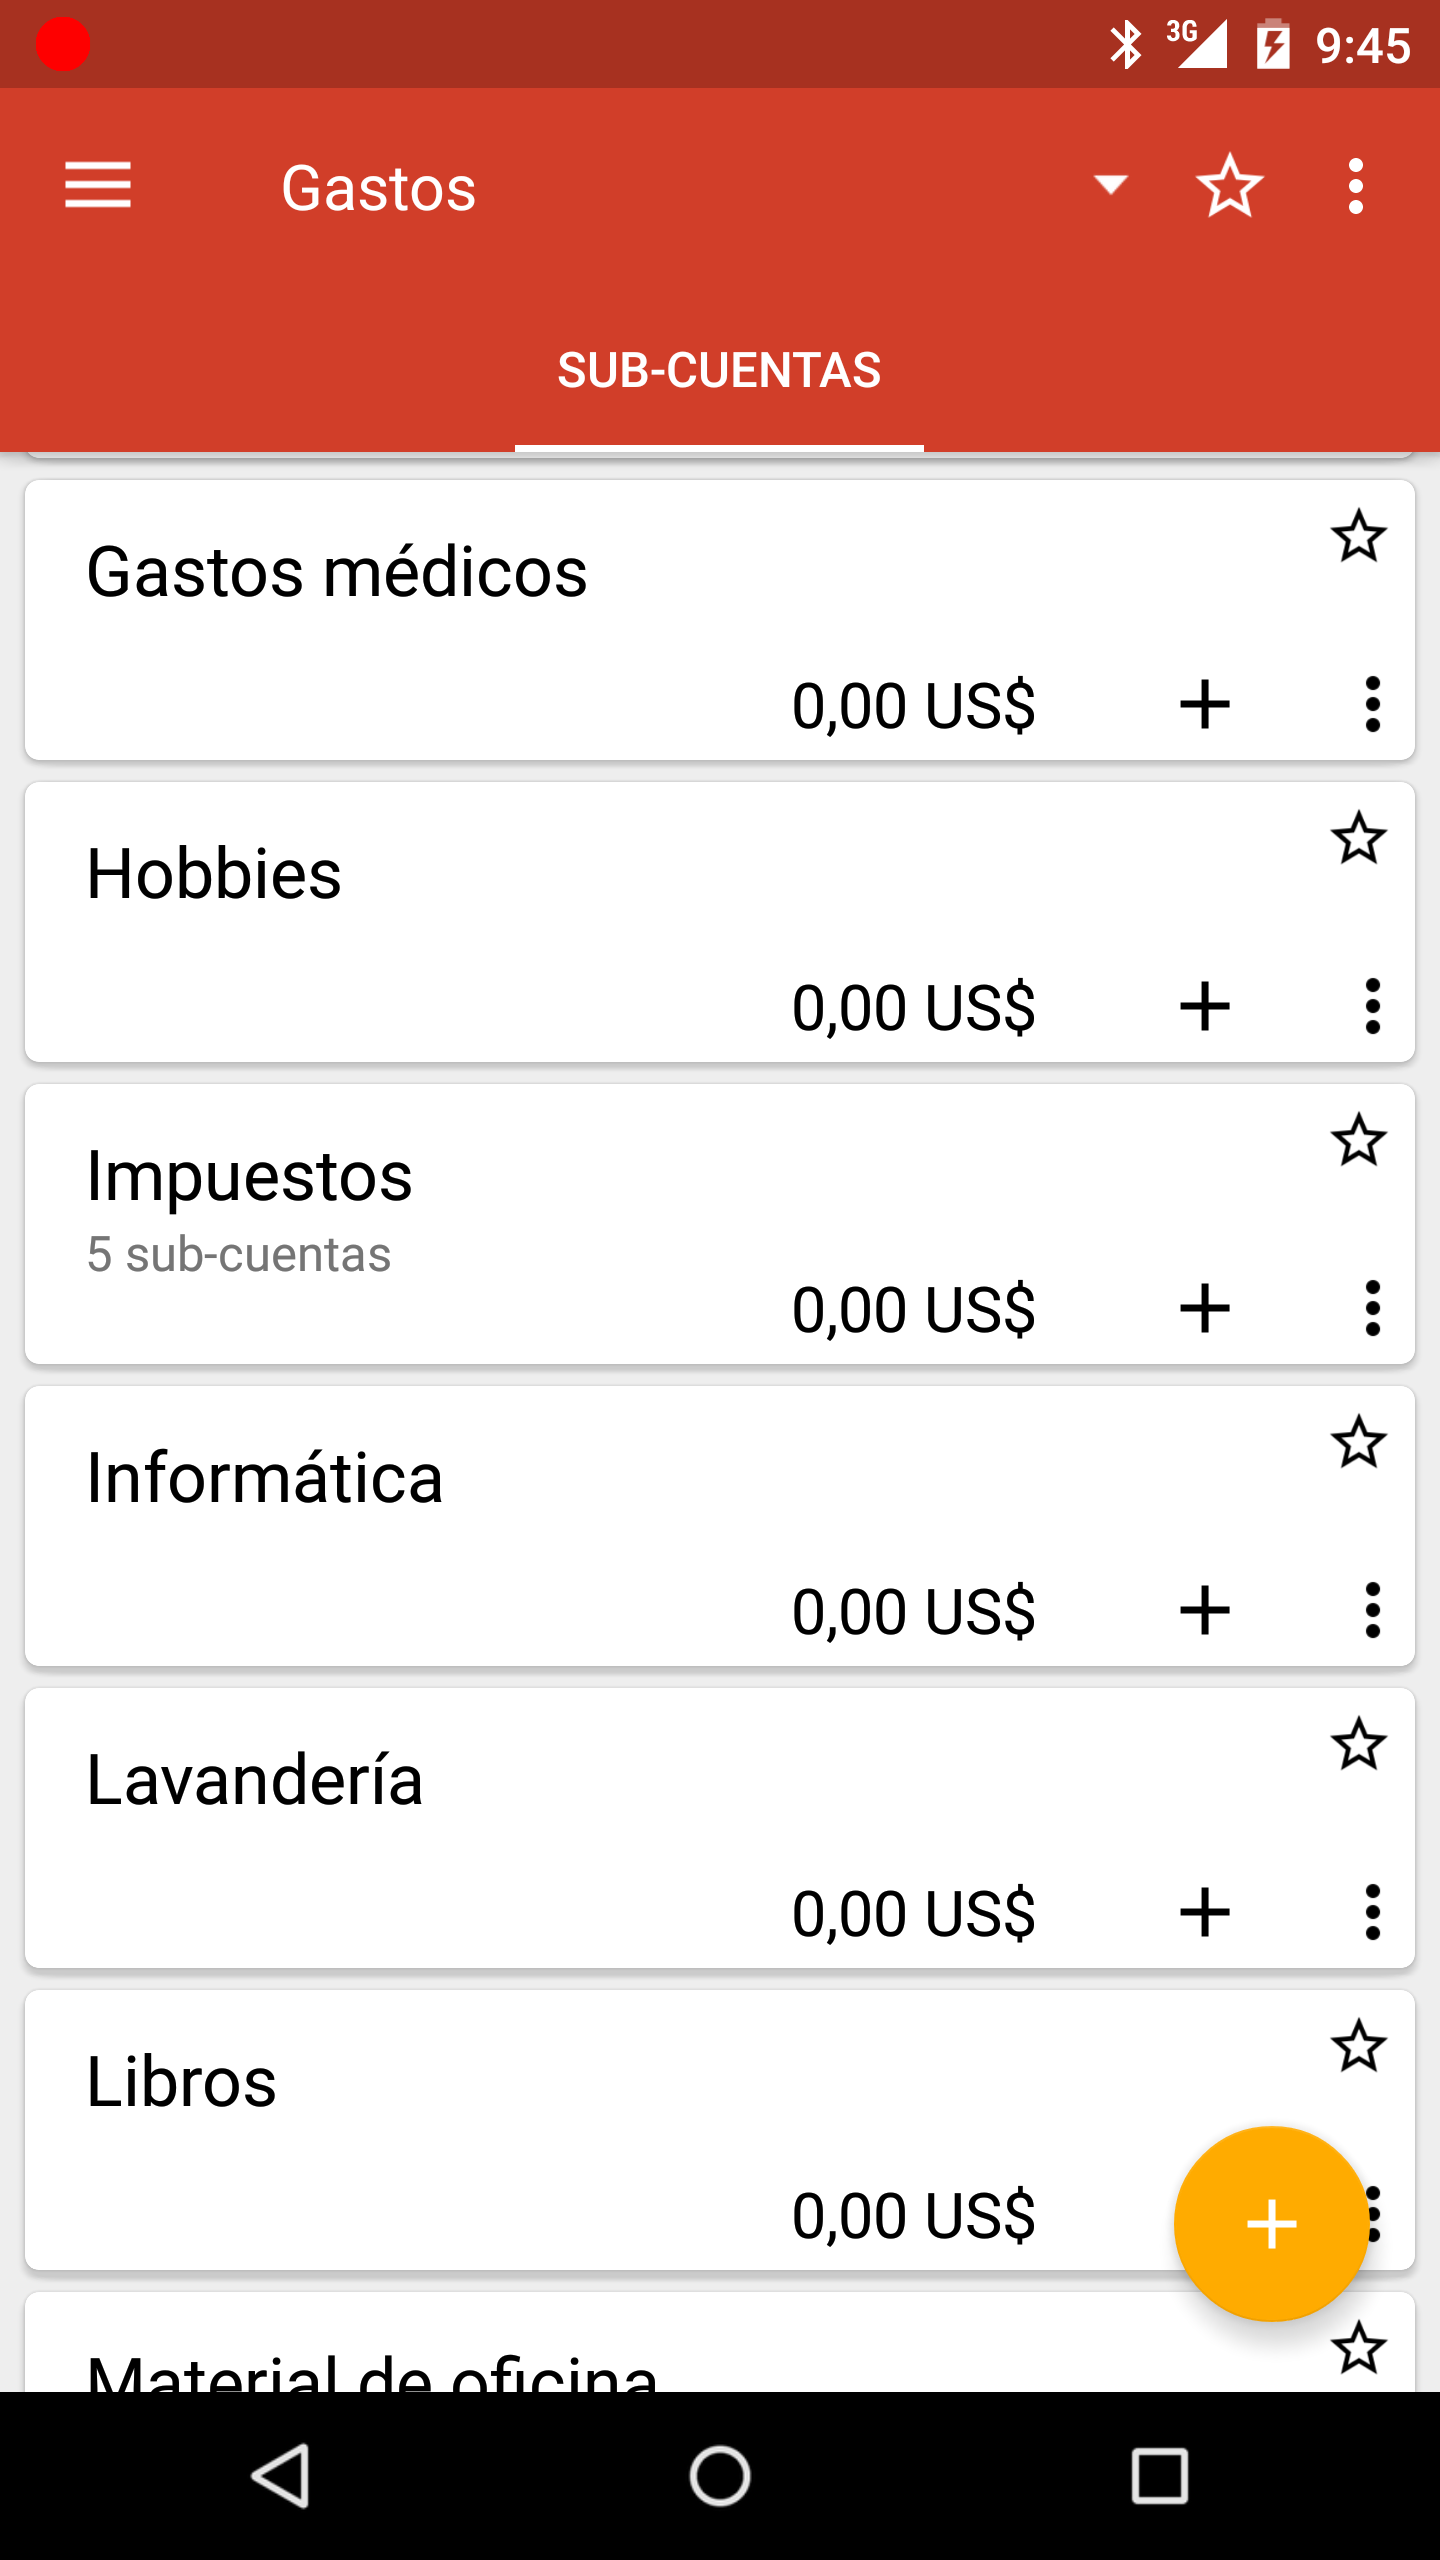 3G 9:45
Gastos
SUB-CUENTAS
Gastos médicos
0,00 US$
Hobbies
0,00 US$
Impuestos
5 sub-cuentas
0,00 US$
Informática
0,00 US$
Lavandería
0,00 US$
Libros
0,00 US$
Material de oficina